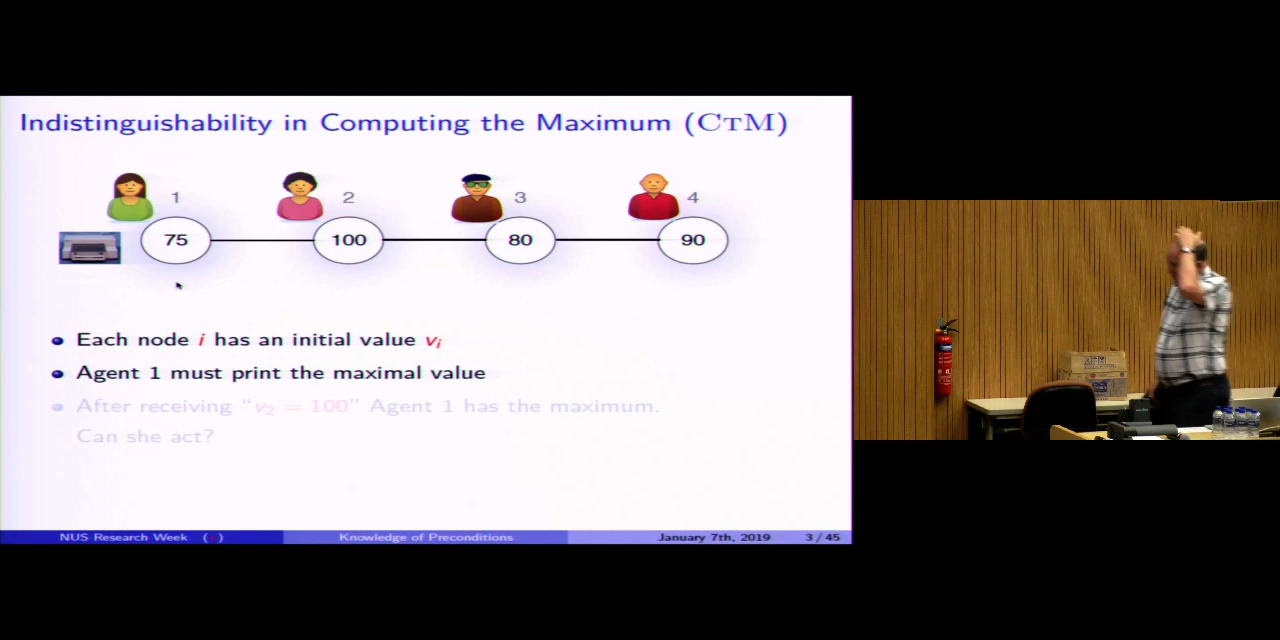 Indistinguishability in Computing the Maximum (CTM)
1 2 3 4
75 100 80 90
Each node i has an initial value vᵢ
Agent 1 must print the maximal value
After receiving “v₂ = 100” Agent 1 has the maximum.
Can she act?
NUS Research Week ( ) Knowledge of Preconditions January 7th, 2019 3 / 45